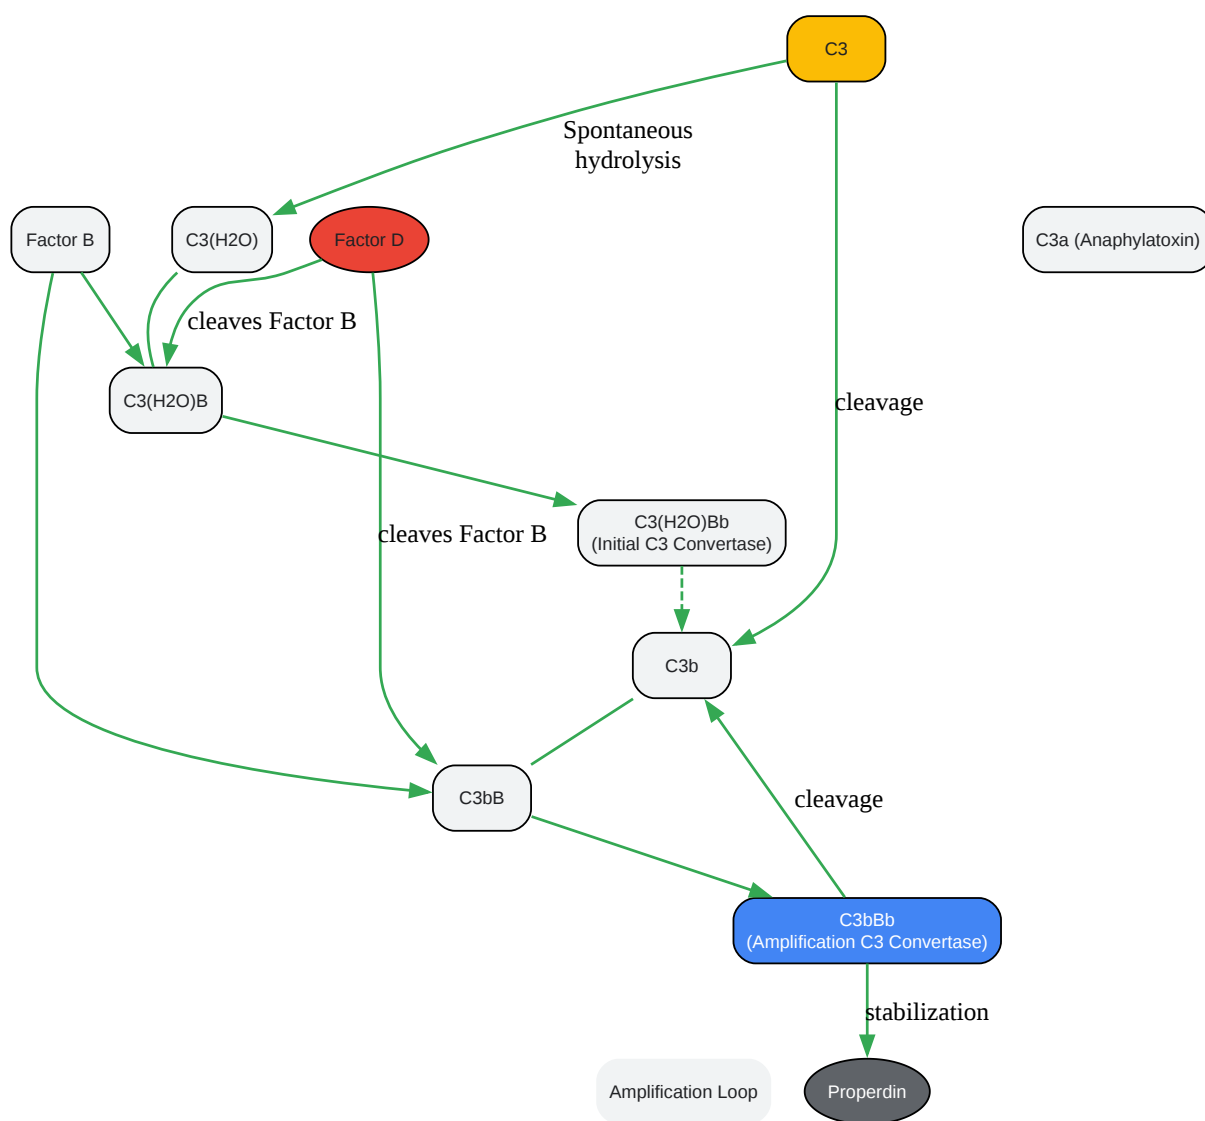 C3
Spontaneous
hydrolysis
Factor B
C3(H2O)
Factor D
C3a (Anaphylatoxin)
cleaves Factor B
C3(H2O)B
cleavage
C3(H2O)Bb
(Initial C3 Convertase)
cleaves Factor B
C3b
C3bB
cleavage
C3bBb
(Amplification C3 Convertase)
stabilization
Amplification Loop
Properdin